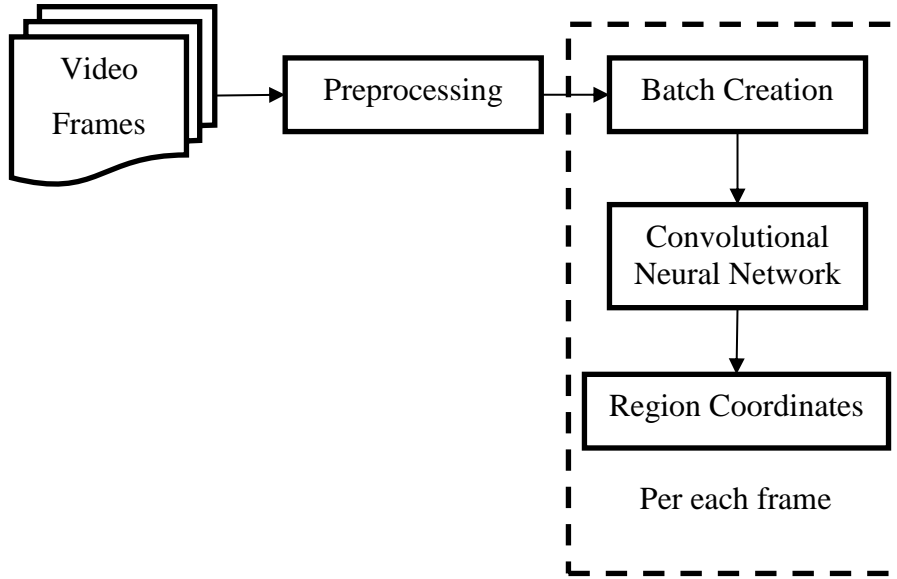 Video
Frames
Preprocessing
Batch Creation
Convolutional
Neural Network
Region Coordinates
Per each frame